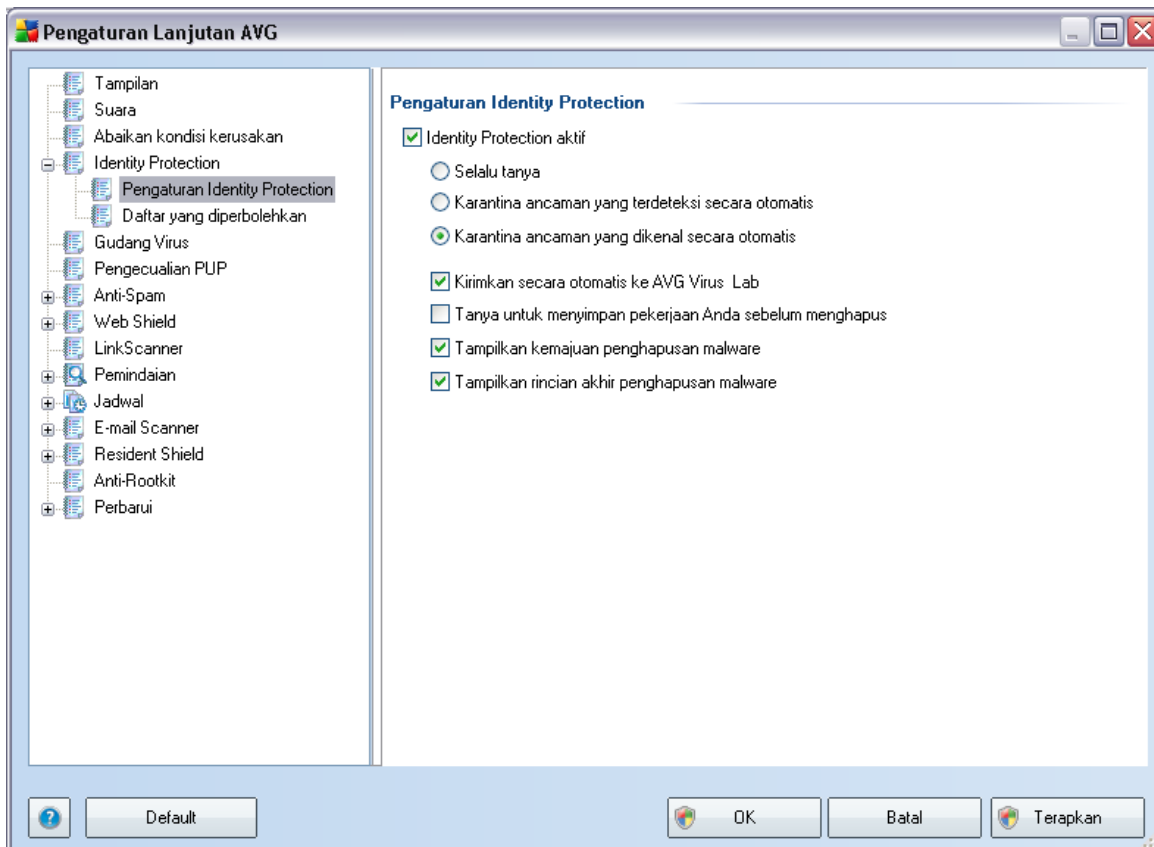 Pengaturan Lanjutan AVG
Tampilan
Suara
Abaikan kondisi kerusakan
Identity Protection
Pengaturan Identity Protection
Daftar yang diperbolehkan
Gudang Virus
Pengecualian PUP
Anti-Spam
Web Shield
LinkScanner
Pemindaian
Jadwal
E-mail Scanner
Resident Shield
Anti-Rootkit
Perbarui
Pengaturan Identity Protection
Identity Protection aktif
Selalu tanya
Karantina ancaman yang terdeteksi secara otomatis
Karantina ancaman yang dikenal secara otomatis
Kirimkan secara otomatis ke AVG Virus Lab
Tanya untuk menyimpan pekerjaan Anda sebelum menghapus
Tampilkan kemajuan penghapusan malware
Tampilkan rincian akhir penghapusan malware
Default
OK
Batal
Terapkan